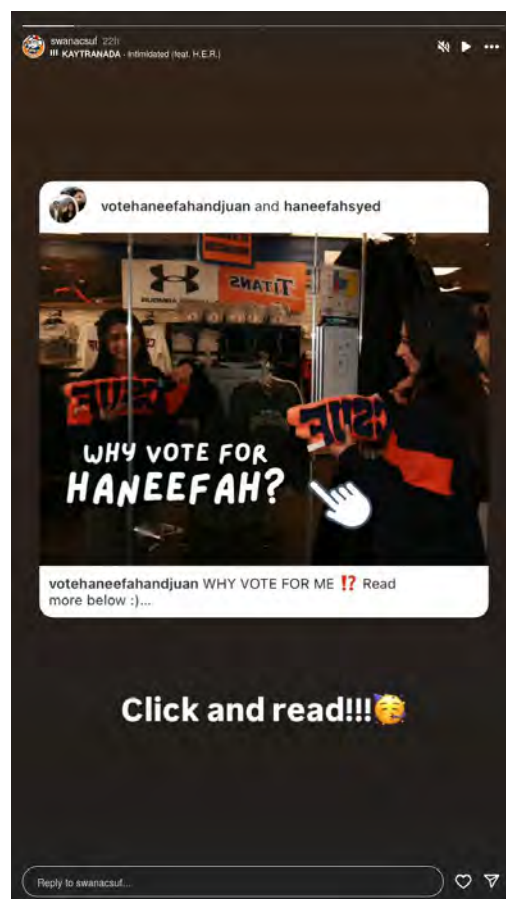 swanacsuf 22h
KAYTRANADA - Intimidated (feat. H.E.R.)
votehaneefahandjuan and haneefahsyed
TITANS
WHY VOTE FOR
HANEEFAH?
votehaneefahandjuan WHY VOTE FOR ME ⁉️ Read
more below :)...
Click and read!!!🥳
Reply to swanacsuf...